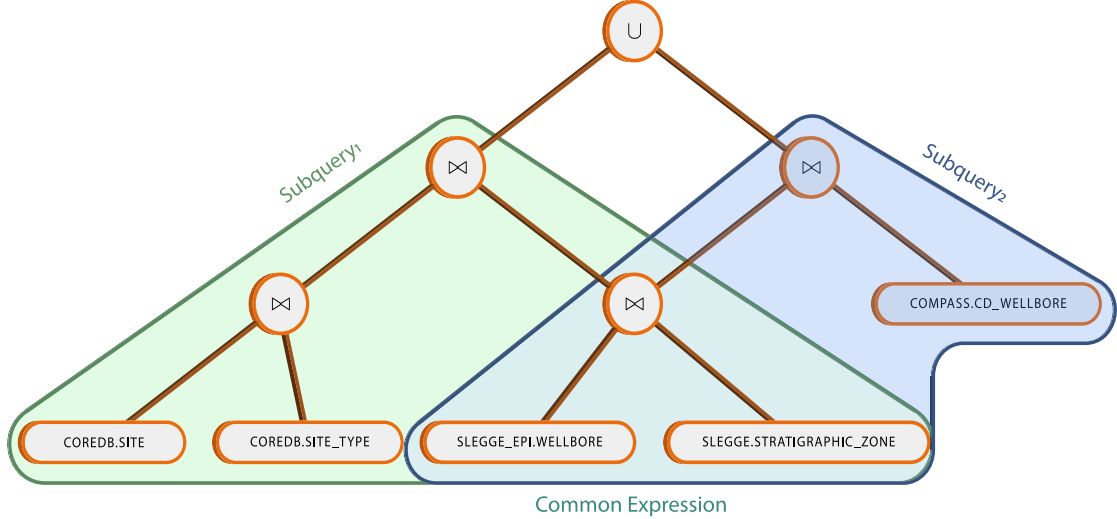 ∪
Subquery₁
⋈
⋈
Subquery₂
⋈
⋈
COMPASS.CD_WELLBORE
COREDB.SITE
COREDB.SITE_TYPE
SLEGGE_EPI.WELLBORE
SLEGGE.STRATIGRAPHIC_ZONE
Common Expression